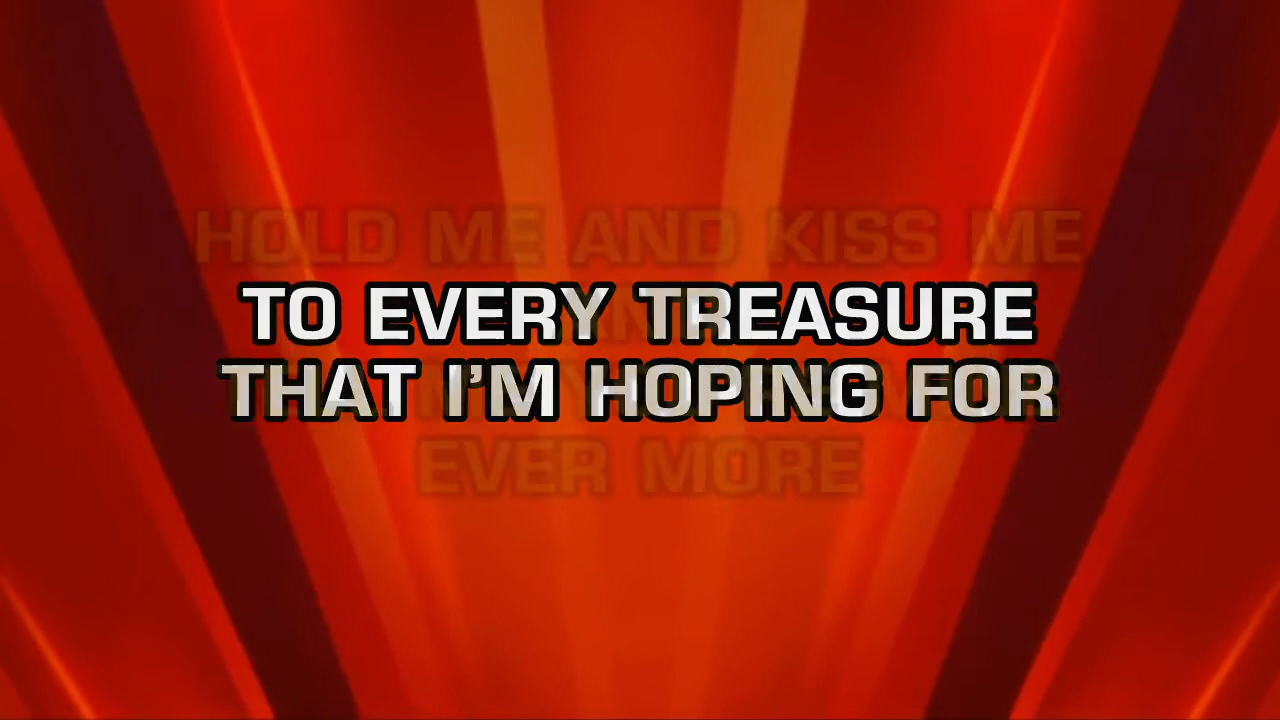 HOLD ME AND KISS ME
TO EVERY TREASURE
THAT I'M HOPING FOR
EVER MORE